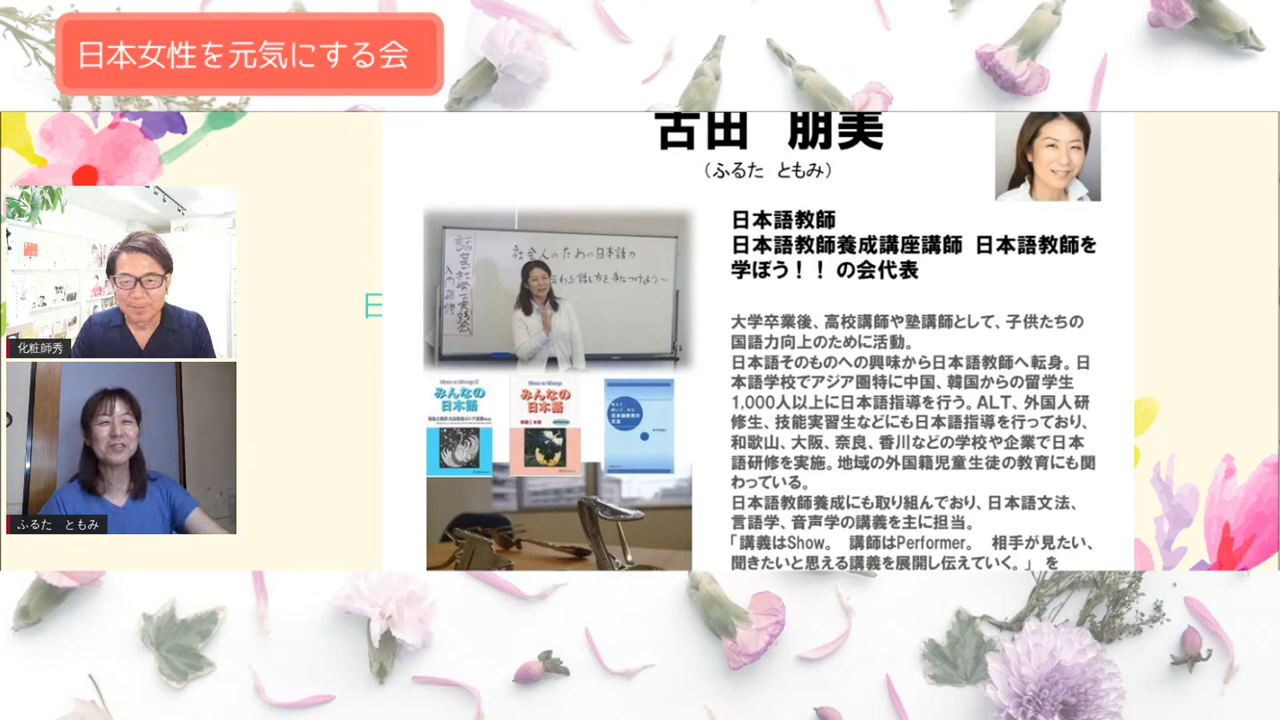 日本女性を元気にする会
古田 朋美
（ふるた ともみ）
日本語教師
日本語教師養成講座講師 日本語教師を
学ぼう！！ の会代表
大学卒業後、高校講師や塾講師として、子供たちの
国語力向上のために活動。
日本語そのものへの興味から日本語教師へ転身。日
本語学校でアジア圏特に中国、韓国からの留学生
1,000人以上に日本語指導を行う。ALT、外国人研
修生、技能実習生などにも日本語指導を行っており、
和歌山、大阪、奈良、香川などの学校や企業で日本
語研修を実施。地域の外国籍児童生徒の教育にも関
わっている。
日本語教師養成にも取り組んでおり、日本語文法、
言語学、音声学の講義を主に担当。
「講義はShow。 講師はPerformer。 相手が見たい、
聞きたいと思える講義を展開し伝えていく。」 を
社会人のための日本語力
みんなの
日本語
みんなの
日本語
化粧師秀
ふるた ともみ
日